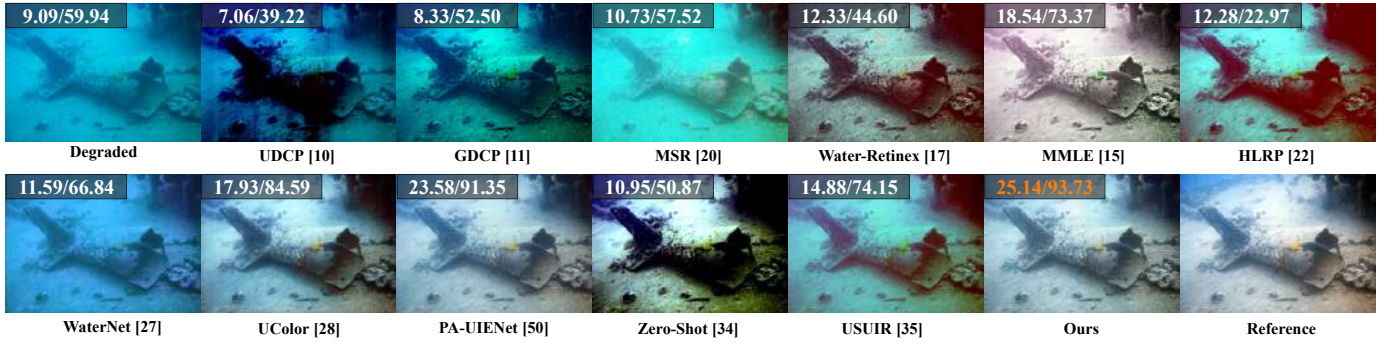 9.09/59.94 7.06/39.22 8.33/52.50 10.73/57.52 12.33/44.60 18.54/73.37 12.28/22.97
Degraded UDCP [10] GDCP [11] MSR [20] Water-Retinex [17] MMLE [15] HLRP [22]
11.59/66.84 17.93/84.59 23.58/91.35 10.95/50.87 14.88/74.15 25.14/93.73
WaterNet [27] UColor [28] PA-UIENet [50] Zero-Shot [34] USUIR [35] Ours Reference